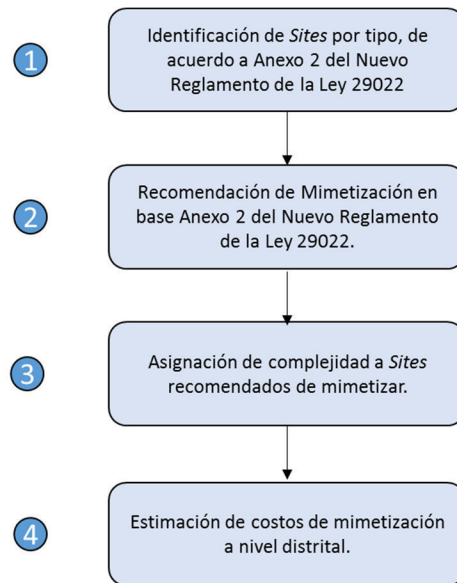 1
Identificación de Sites por tipo, de
acuerdo a Anexo 2 del Nuevo
Reglamento de la Ley 29022
2
Recomendación de Mimetización en
base Anexo 2 del Nuevo Reglamento
de la Ley 29022.
3
Asignación de complejidad a Sites
recomendados de mimetizar.
4
Estimación de costos de mimetización
a nivel distrital.